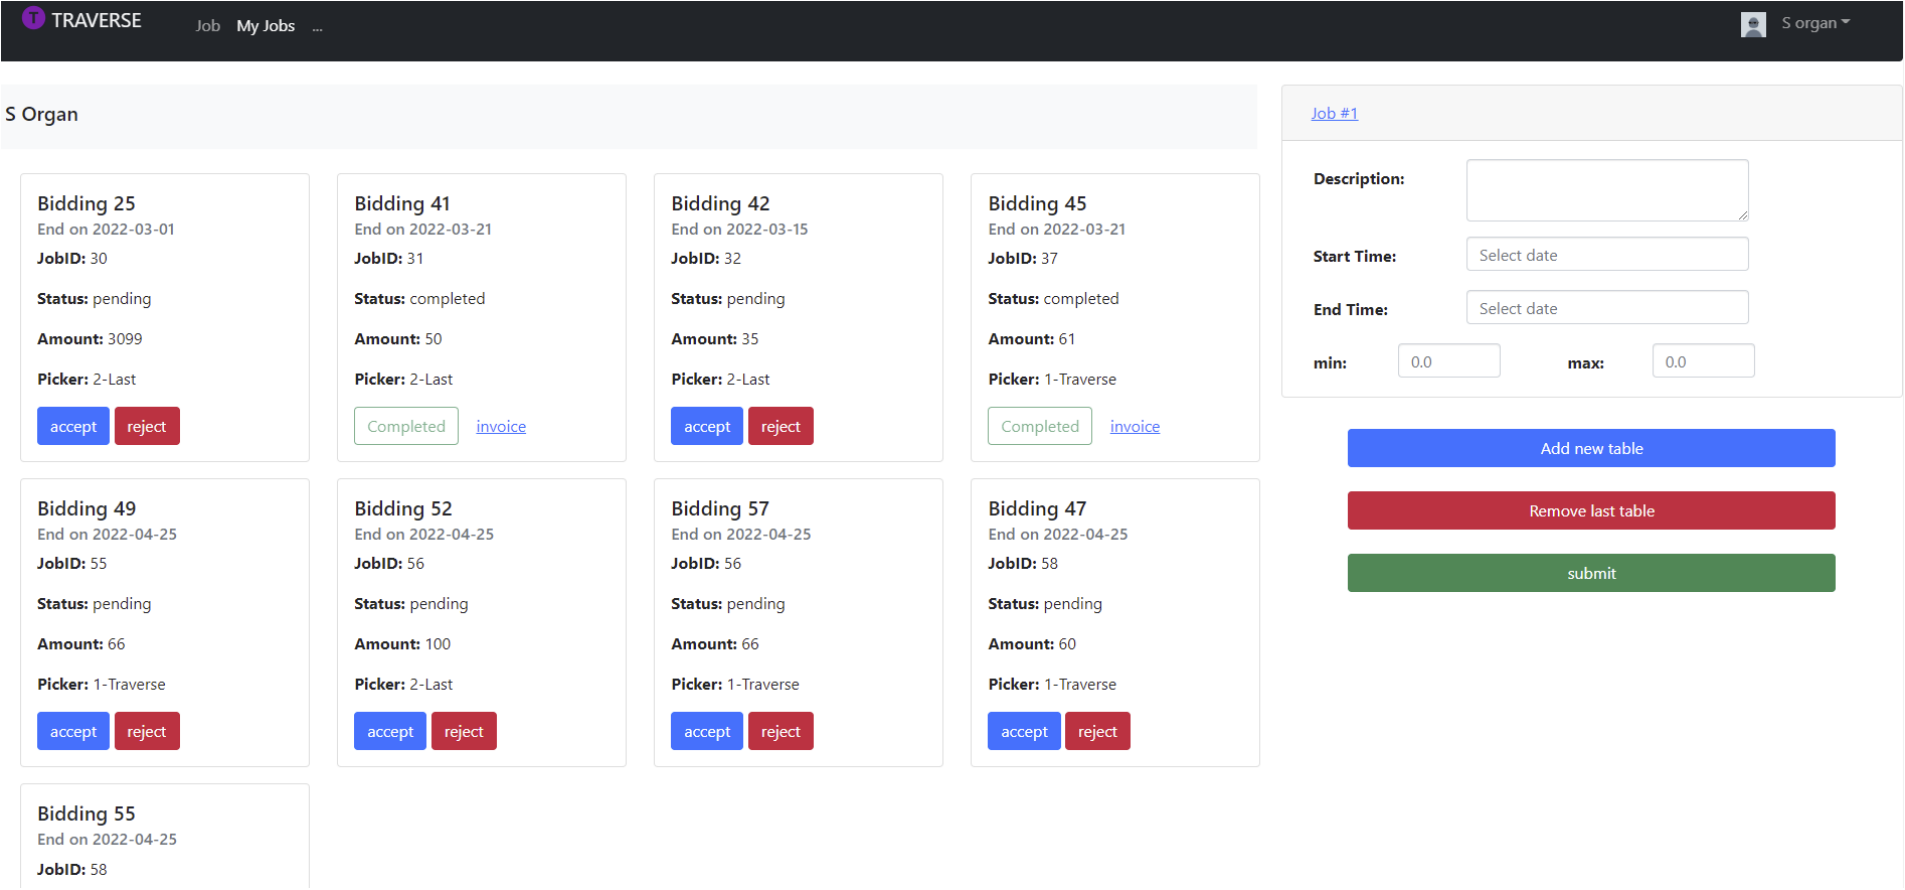 T TRAVERSE
Job My Jobs ...
S organ
S Organ
Bidding 25
End on 2022-03-01
JobID: 30
Status: pending
Amount: 3099
Picker: 2-Last
accept reject
Bidding 41
End on 2022-03-21
JobID: 31
Status: completed
Amount: 50
Picker: 2-Last
Completed invoice
Bidding 42
End on 2022-03-15
JobID: 32
Status: pending
Amount: 35
Picker: 2-Last
accept reject
Bidding 45
End on 2022-03-21
JobID: 37
Status: completed
Amount: 61
Picker: 1-Traverse
Completed invoice
Bidding 49
End on 2022-04-25
JobID: 55
Status: pending
Amount: 66
Picker: 1-Traverse
accept reject
Bidding 52
End on 2022-04-25
JobID: 56
Status: pending
Amount: 100
Picker: 2-Last
accept reject
Bidding 57
End on 2022-04-25
JobID: 56
Status: pending
Amount: 66
Picker: 1-Traverse
accept reject
Bidding 47
End on 2022-04-25
JobID: 58
Status: pending
Amount: 60
Picker: 1-Traverse
accept reject
Bidding 55
End on 2022-04-25
JobID: 58
Job #1
Description:
Start Time: Select date
End Time: Select date
min: 0.0 max: 0.0
Add new table
Remove last table
submit